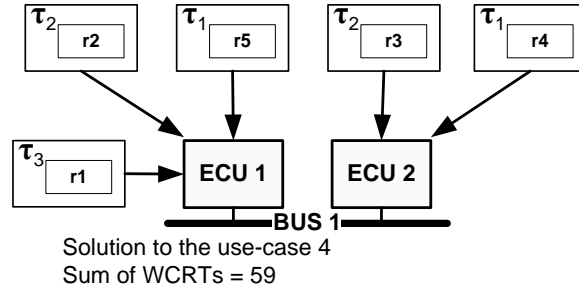 τ2 τ1 τ2 τ1
r2 r5 r3 r4
τ3
r1
ECU 1 ECU 2
BUS 1
Solution to the use-case 4
Sum of WCRTs = 59